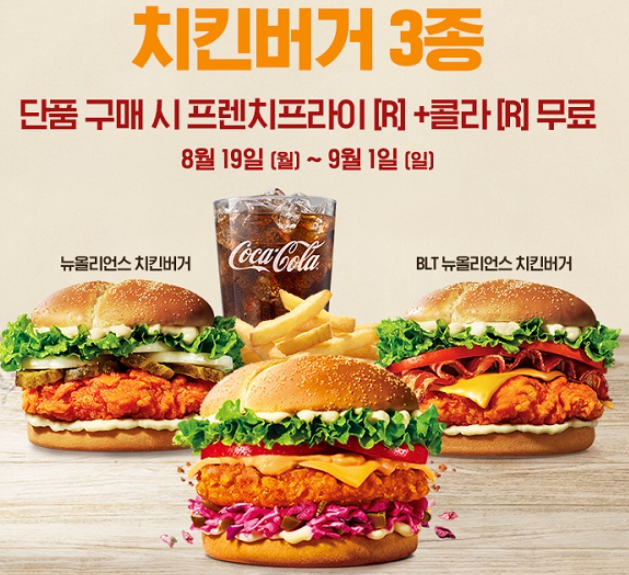 치킨버거 3종
단품 구매 시 프렌치프라이 [R] +콜라 [R] 무료
8월 19일 (월) ~ 9월 1일 (일)
Coca-Cola
뉴올리언스 치킨버거
BLT 뉴올리언스 치킨버거